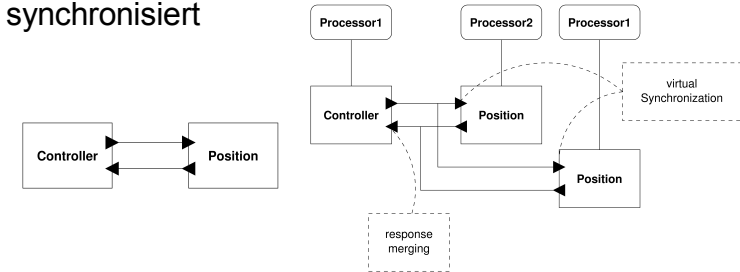 synchronisiert
Processor1
Processor2
Processor1
Controller
Position
Controller
Position
Position
virtual
Synchronization
response
merging